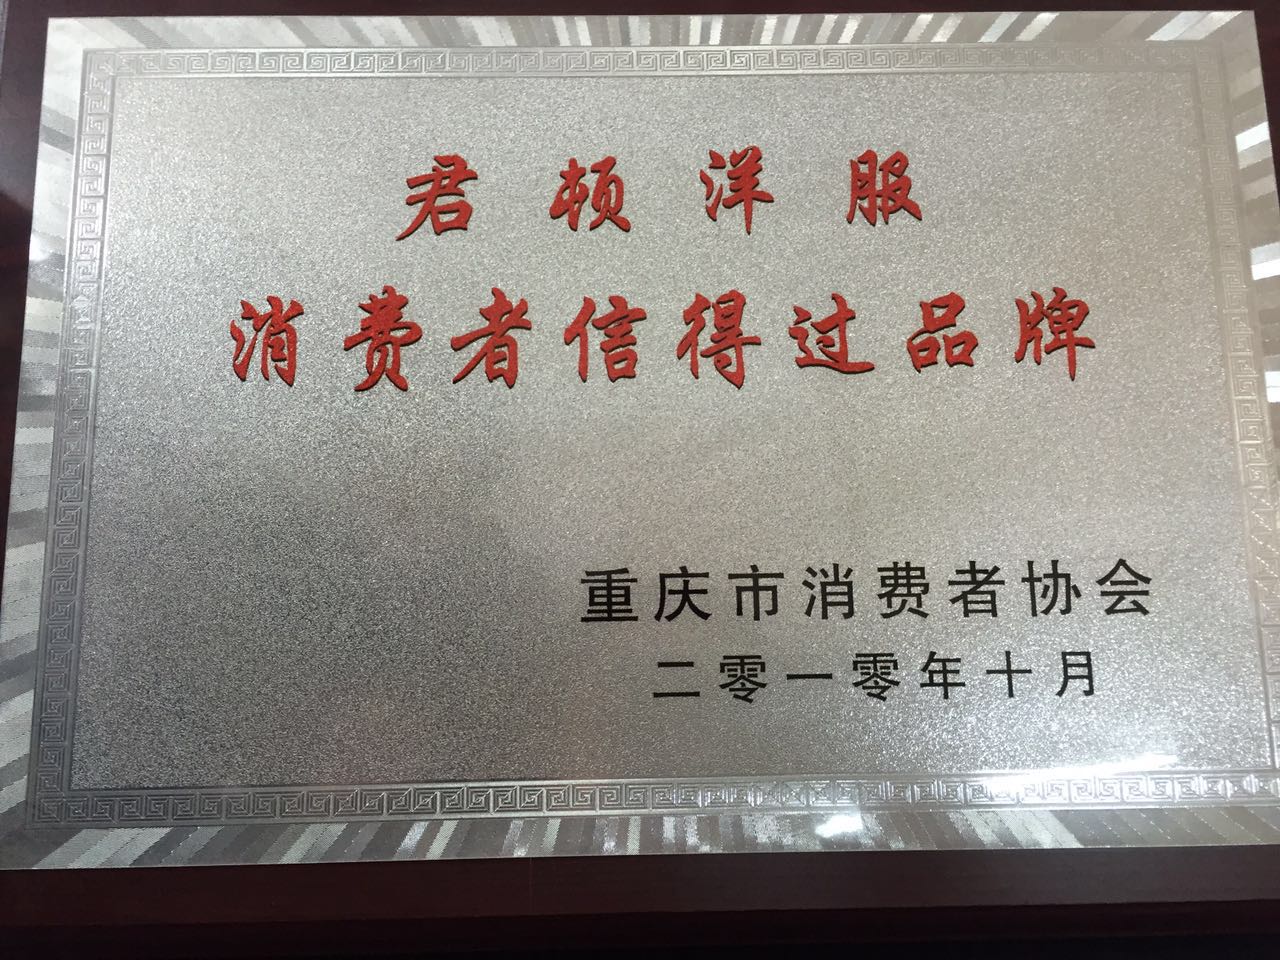 君顿洋服
消费者信得过品牌
重庆市消费者协会
二零一零年十月